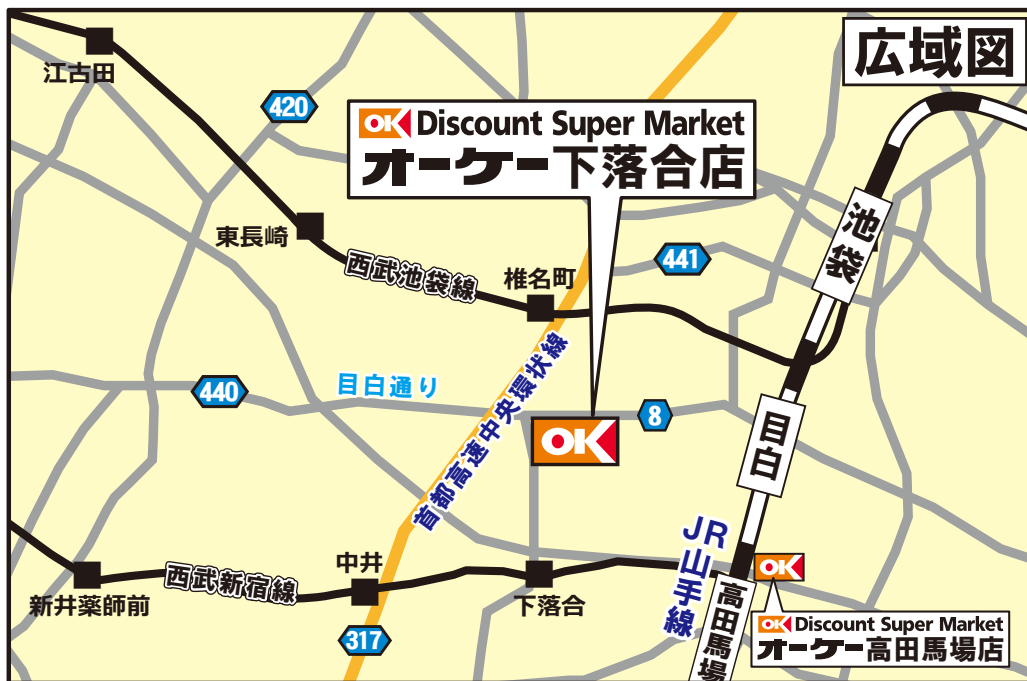 広域図
江古田
420
OK Discount Super Market
オーケー下落合店
東長崎
西武池袋線
椎名町
441
池袋
首都高速中央環状線
440
目白通り
8
目白
OK
JR山手線
西武新宿線
新井薬師前
中井
下落合
317
高田馬場
OK
OK Discount Super Market
オーケー高田馬場店